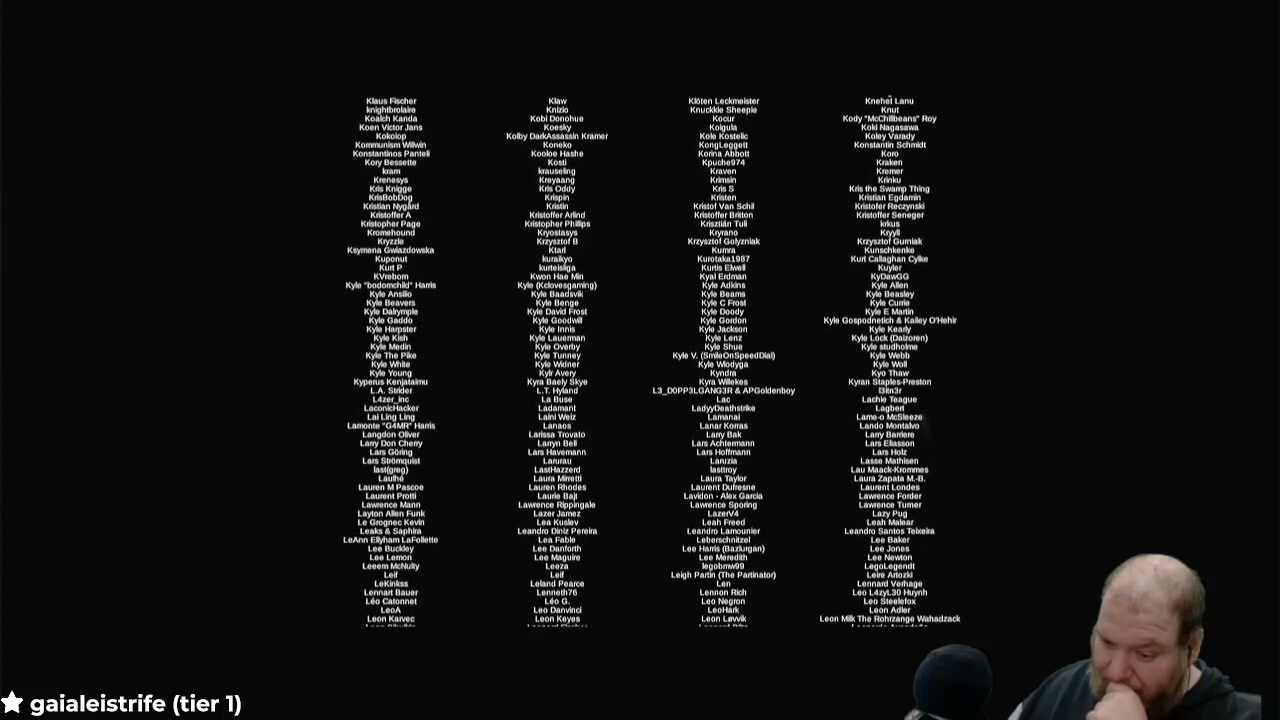 Klaus Fischer Klaw Klöten Leckmeister Knehet Lanu
knightbrolaire Knizio Knuckkie Sheepie Knut
Koalch Kanda Kobi Donohue Kocur Kody "McChillbeans" Roy
Koen Victor Jans Koesky Kolgula Koki Nagasawa
Kokoiop Kolby DarkAssassin Kramer Kole Kostelic Koley Varady
Kommunism Willwin Koneko KongLeggett Konstantin Schmidt
Konstantinos Panteli Kooloe Hashe Korina Abbott Koro
Kory Bessette Kosti Kpuche974 Kraken
kram krauseling Kraven Kremer
Krenesys Kreyaang Krimsin Krinku
Kris Knigge Kris Oddy Kris S Kris the Swamp Thing
KrisBobDog Krispin Kristen Kristian Egdamin
Kristian Nygård Kristin Kristof Van Schil Kristofer Reczynski
Kristoffer A Kristoffer Arlind Kristoffer Britton Kristoffer Seneger
Kristopher Page Kristopher Phillips Krisztián Tuli krkus
Kromehound Kryostasys Kryrano Kryyll
Kryzzle Krzysztof B Krzysztof Golyzniak Krzysztof Gurniak
Ksymena Gwiazdowska Ktarl Kumra Kunschkenke
Kuponut kuraikyo Kurotaka1987 Kurt Callaghan Cylke
Kurt P kurteisliga Kurtis Elwell Kuyler
KVreborn Kwon Hae Min Kyal Erdman KyDawGG
Kyle "bodomchild" Harris Kyle (Kclovesgaming) Kyle Adkins Kyle Allen
Kyle Ansilio Kyle Baadsvik Kyle Beams Kyle Beasley
Kyle Beavers Kyle Benge Kyle C Frost Kyle Currie
Kyle Dalrymple Kyle David Frost Kyle Doody Kyle E Martin
Kyle Gaddo Kyle Goodwill Kyle Gordon Kyle Gospodnetich & Kailey O'Hehir
Kyle Harpster Kyle Innis Kyle Jackson Kyle Kearly
Kyle Kish Kyle Lauerman Kyle Lenz Kyle Lock (Daizoren)
Kyle Medin Kyle Overby Kyle Shue Kyle studholme
Kyle The Pike Kyle Tunney Kyle V. (SmileOnSpeedDial) Kyle Webb
Kyle White Kyle Widner Kyle Wlodyga Kyle Woll
Kyle Young Kylr Avery Kyndra Kyo Thaw
Kyperus Kenjataimu Kyra Baely Skye Kyra Willekes Kyran Staples-Preston
L.A. Strider L.T. Hyland L3_D0PP3LGANG3R & APGoldenboy l3itn3r
L4zer_inc La Buse Lac Lachie Teague
LaconicHacker Ladamant LadyyDeathstrike Lagbert
Lai Ling Ling Laini Welz Lamanai Lame-o McSleeze
Lamonte "G4MR" Harris Lanaos Lanar Korras Lando Montalvo
Langdon Oliver Larissa Trovato Larry Bak Larry Barriere
Larry Don Cherry Larryn Bell Lars Achtermann Lars Eliasson
Lars Göring Lars Havemann Lars Hoffmann Lars Holz
Lars Strömquist Larurau Laruzia Lasse Mathisen
last(greg) LastHazzerd lasttroy Lau Maack-Krommes
Laulhé Laura Mirretti Laura Taylor Laura Zapata M.-B.
Lauren M Pascoe Lauren Rhodes Laurent Dufresne Laurent Londes
Laurent Protti Laurie Bajt Lavidon - Alex Garcia Lawrence Forder
Lawrence Mann Lawrence Rippingale Lawrence Sporing Lawrence Turner
Layton Allen Funk Lazer Jamez LazerV4 Lazy Pug
Le Grognec Kevin Lea Kuslev Leah Freed Leah Malear
Leaks & Saphira Leandro Diniz Pereira Leandro Lamounier Leandro Santos Teixeira
LeAnn Ellyham LaFollette Lea Fable Leberschnitzel Lee Baker
Lee Buckley Lee Danforth Lee Harris (Bazlurgan) Lee Jones
Lee Lemon Lee Maguire Lee Meredith Lee Newton
Leeem McNulty Leeza legobmw99 LegoLegendt
Leif Leif Leigh Partin (The Partinator) Leire Artozki
LeKinkss Leland Pearce Len Lennard Verhage
Lennart Bauer Lenneth76 Lennon Rich Leo L4zyL30 Huynh
Léo Catonnet Léo G. Leo Negron Leo Steelefox
LeoA Leo Danvinci LeoHark Leon Adler
Leon Karvec Leon Keyes Leon Løvvik Leon Milk The Rohrzange Wahadzack
gaialeistrife (tier 1)